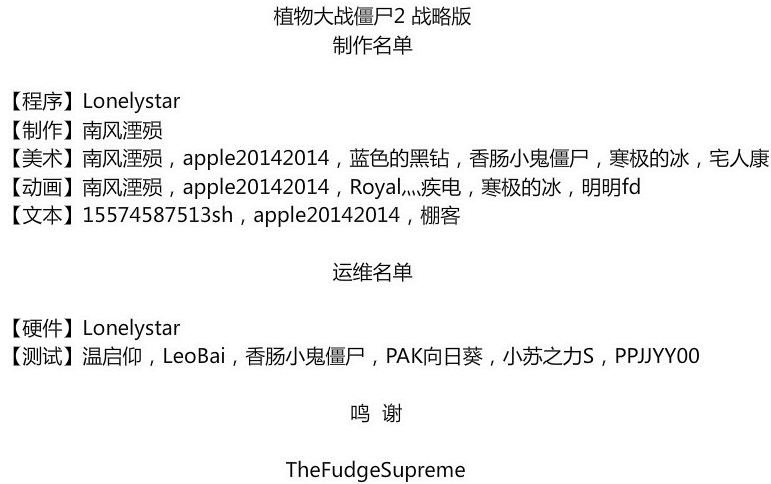 植物大战僵尸2 战略版
制作名单
【程序】Lonelystar
【制作】南风湮殒
【美术】南风湮殒，apple20142014，蓝色的黑钻，香肠小鬼僵尸，寒极的冰，宅人康
【动画】南风湮殒，apple20142014，Royal灬疾电，寒极的冰，明明fd
【文本】15574587513sh，apple20142014，棚客
运维名单
【硬件】Lonelystar
【测试】温启仰，LeoBai，香肠小鬼僵尸，PAK向日葵，小苏之力S，PPJJYY00
鸣 谢
TheFudgeSupreme